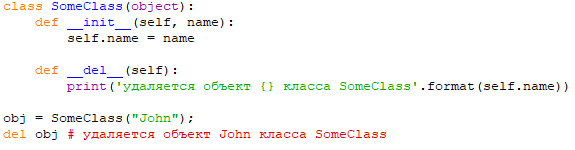 class SomeClass(object):
    def __init__(self, name):
        self.name = name

    def __del__(self):
        print('удаляется объект {} класса SomeClass'.format(self.name))

obj = SomeClass("John");
del obj # удаляется объект John класса SomeClass